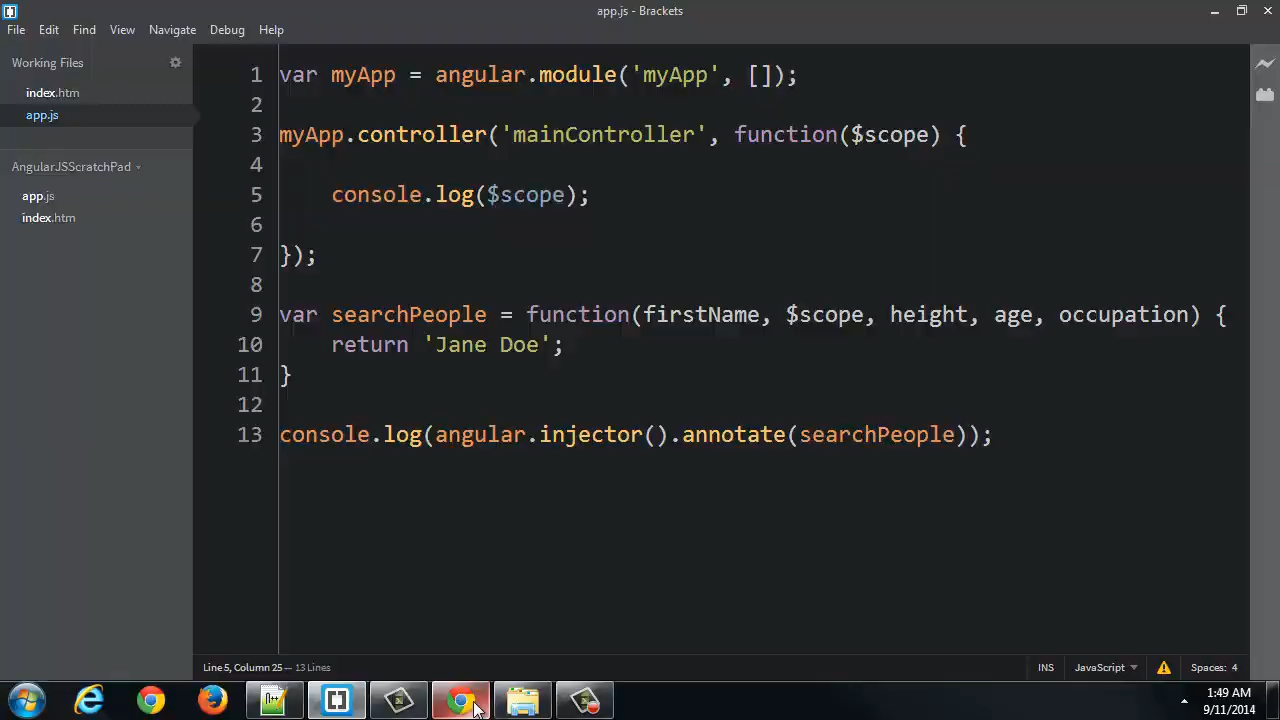 app.js - Brackets
File Edit Find View Navigate Debug Help
Working Files
index.htm
app.js
AngularJSScratchPad
app.js
index.htm
1 var myApp = angular.module('myApp', []);
2
3 myApp.controller('mainController', function($scope) {
4
5     console.log($scope);
6
7 });
8
9 var searchPeople = function(firstName, $scope, height, age, occupation) {
10     return 'Jane Doe';
11 }
12
13 console.log(angular.injector().annotate(searchPeople));
Line 5, Column 25 — 13 Lines
INS JavaScript Spaces: 4
1:49 AM
9/11/2014